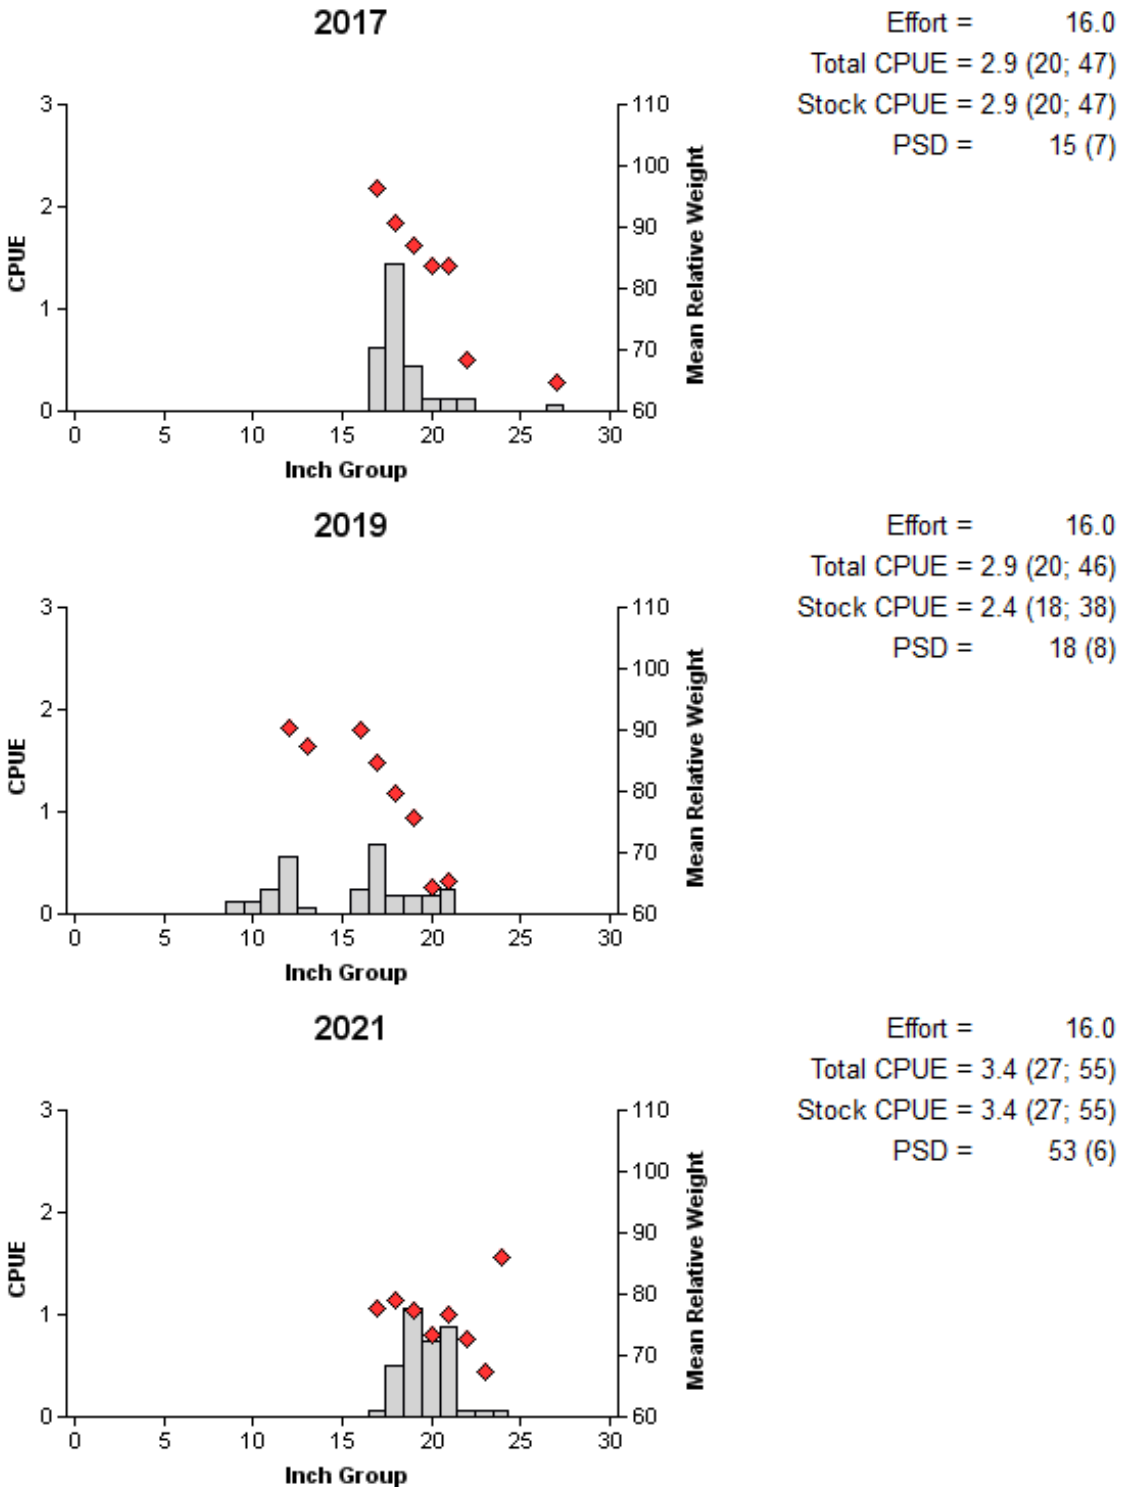 2017
Effort = 16.0
Total CPUE = 2.9 (20; 47)
Stock CPUE = 2.9 (20; 47)
PSD = 15 (7)
3
2
1
0
CPUE
110
100
90
80
70
60
Mean Relative Weight
0 5 10 15 20 25 30
Inch Group
2019
Effort = 16.0
Total CPUE = 2.9 (20; 46)
Stock CPUE = 2.4 (18; 38)
PSD = 18 (8)
3
2
1
0
CPUE
110
100
90
80
70
60
Mean Relative Weight
0 5 10 15 20 25 30
Inch Group
2021
Effort = 16.0
Total CPUE = 3.4 (27; 55)
Stock CPUE = 3.4 (27; 55)
PSD = 53 (6)
3
2
1
0
CPUE
110
100
90
80
70
60
Mean Relative Weight
0 5 10 15 20 25 30
Inch Group